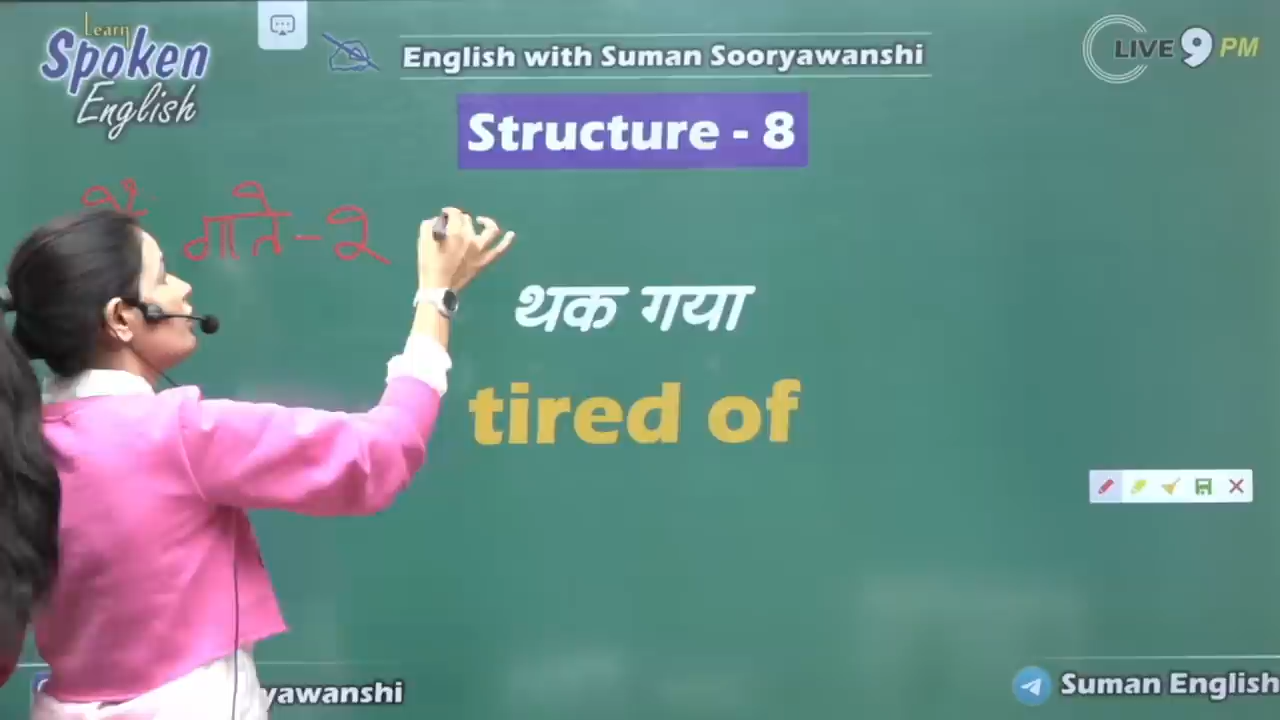 Learn
Spoken
English
English with Suman Sooryawanshi
LIVE 9 PM
Structure - 8
गाते-२
थक गया
tired of
yawanshi
Suman English